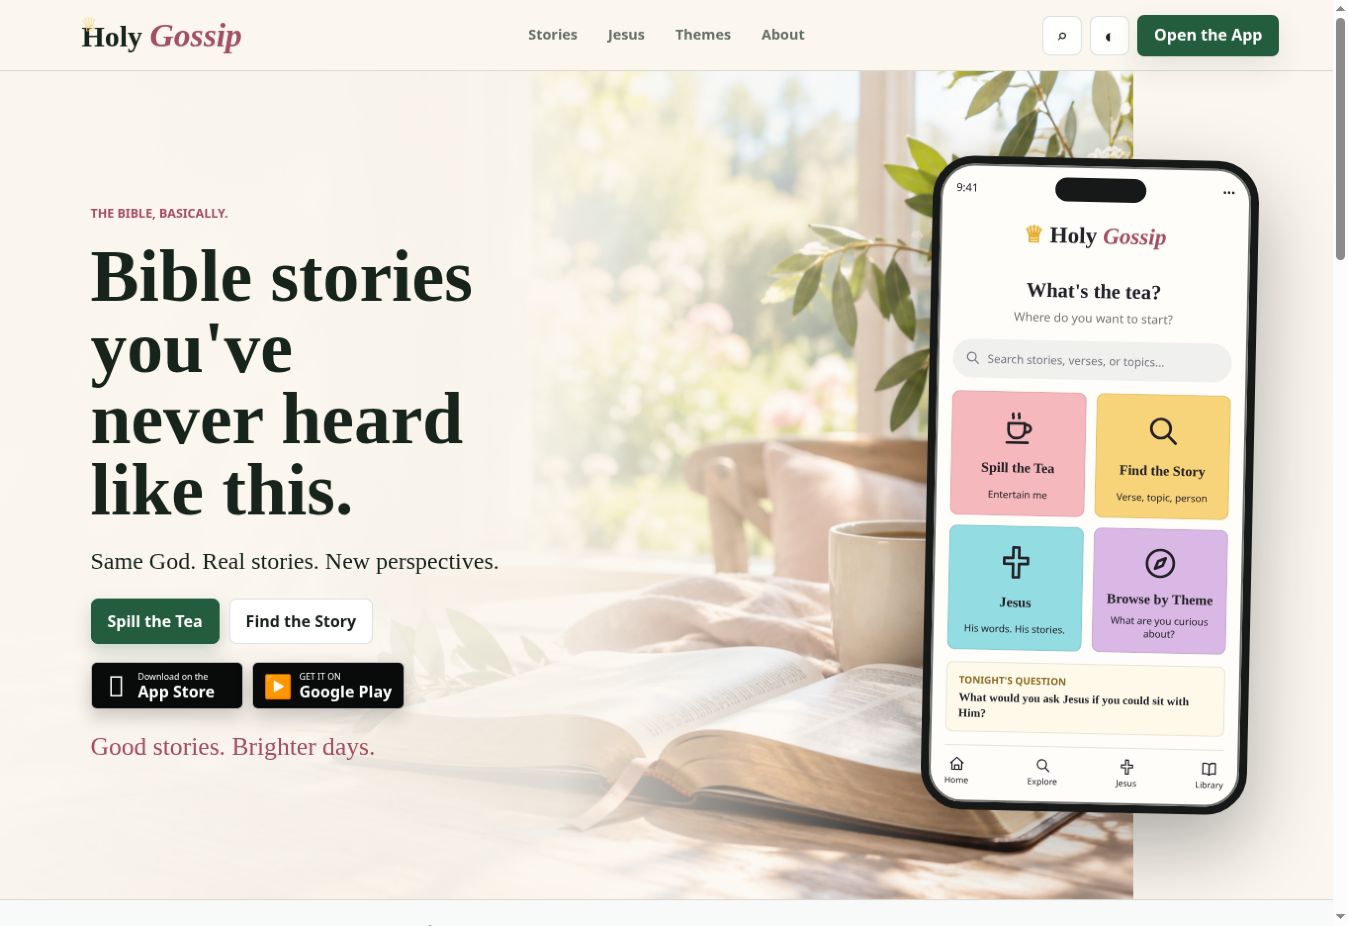 Holy Gossip
Stories
Jesus
Themes
About
Open the App
THE BIBLE, BASICALLY.
Bible stories
you've
never heard
like this.
Same God. Real stories. New perspectives.
Spill the Tea
Find the Story
Download on the
App Store
GET IT ON
Google Play
Good stories. Brighter days.
9:41
Holy Gossip
What's the tea?
Where do you want to start?
Search stories, verses, or topics...
Spill the Tea
Entertain me
Find the Story
Verse, topic, person
Jesus
His words. His stories.
Browse by Theme
What are you curious
about?
TONIGHT'S QUESTION
What would you ask Jesus if you could sit with
Him?
Home
Explore
Jesus
Library